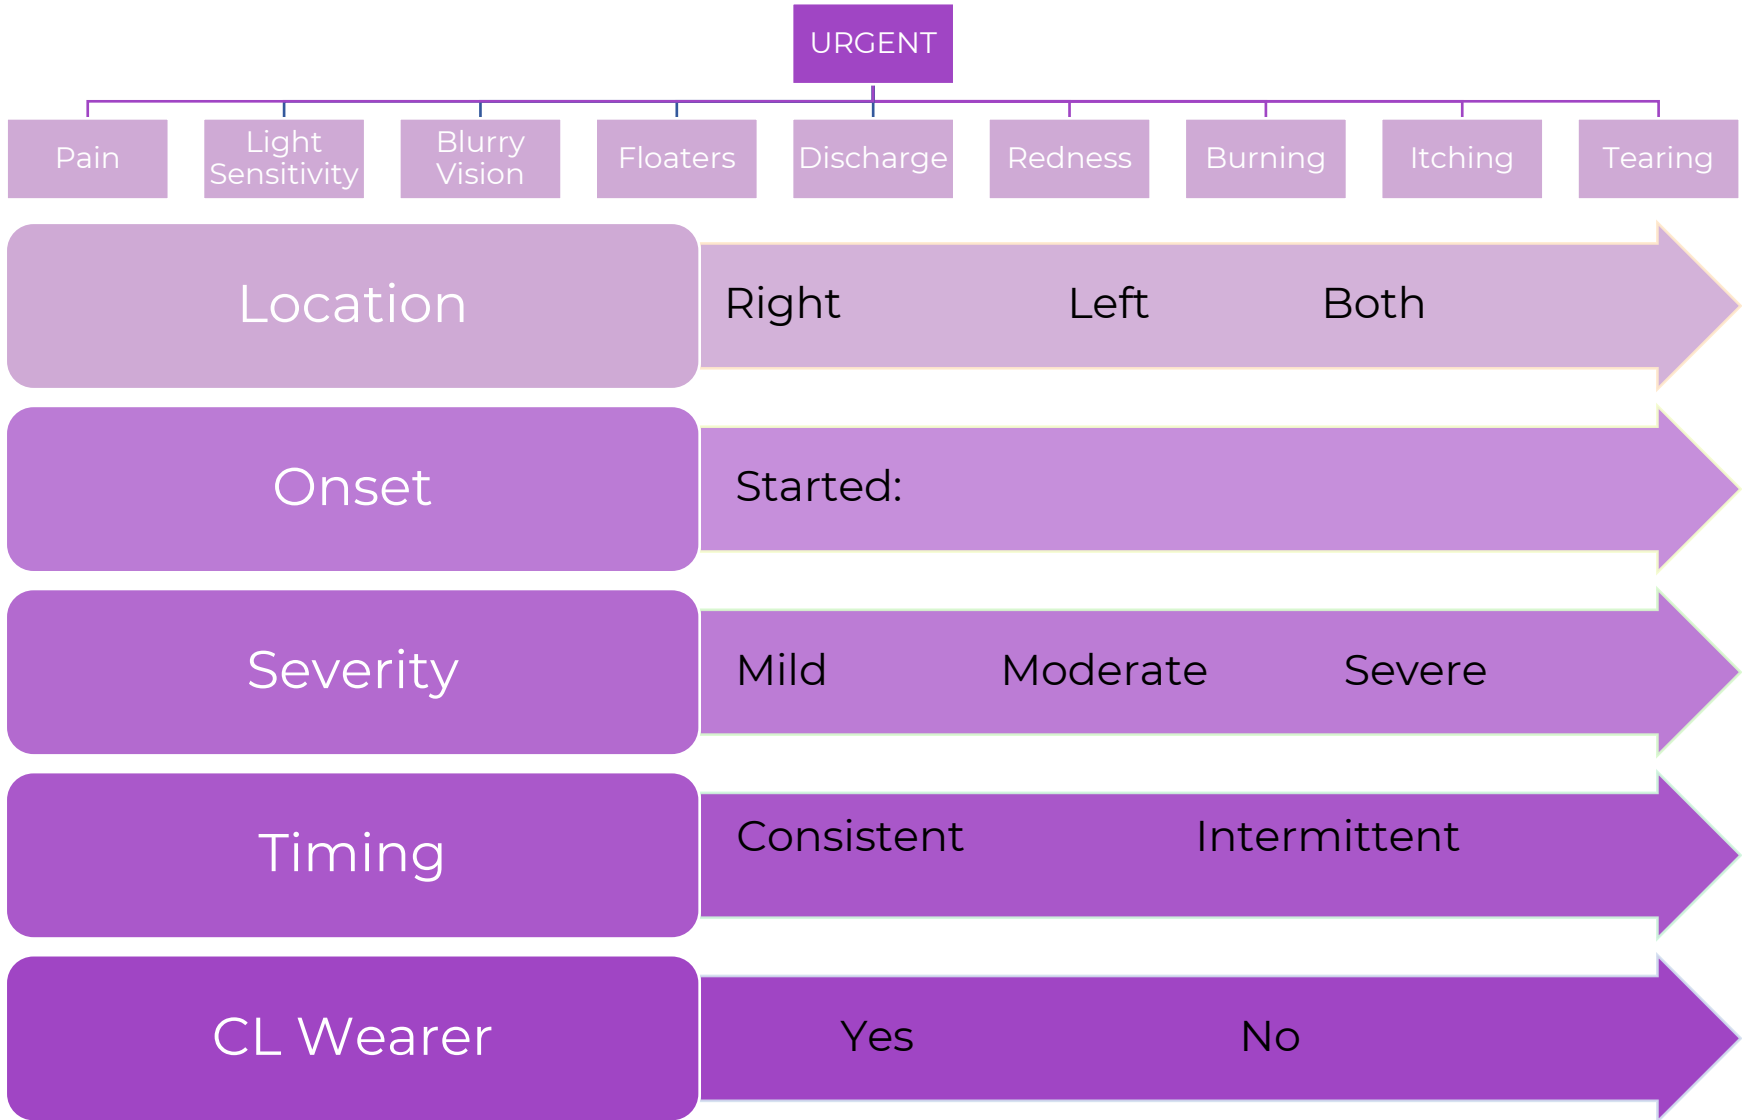 URGENT
Pain
Light
Sensitivity
Blurry
Vision
Floaters
Discharge
Redness
Burning
Itching
Tearing
Location
Right Left Both
Onset
Started:
Severity
Mild Moderate Severe
Timing
Consistent Intermittent
CL Wearer
Yes No